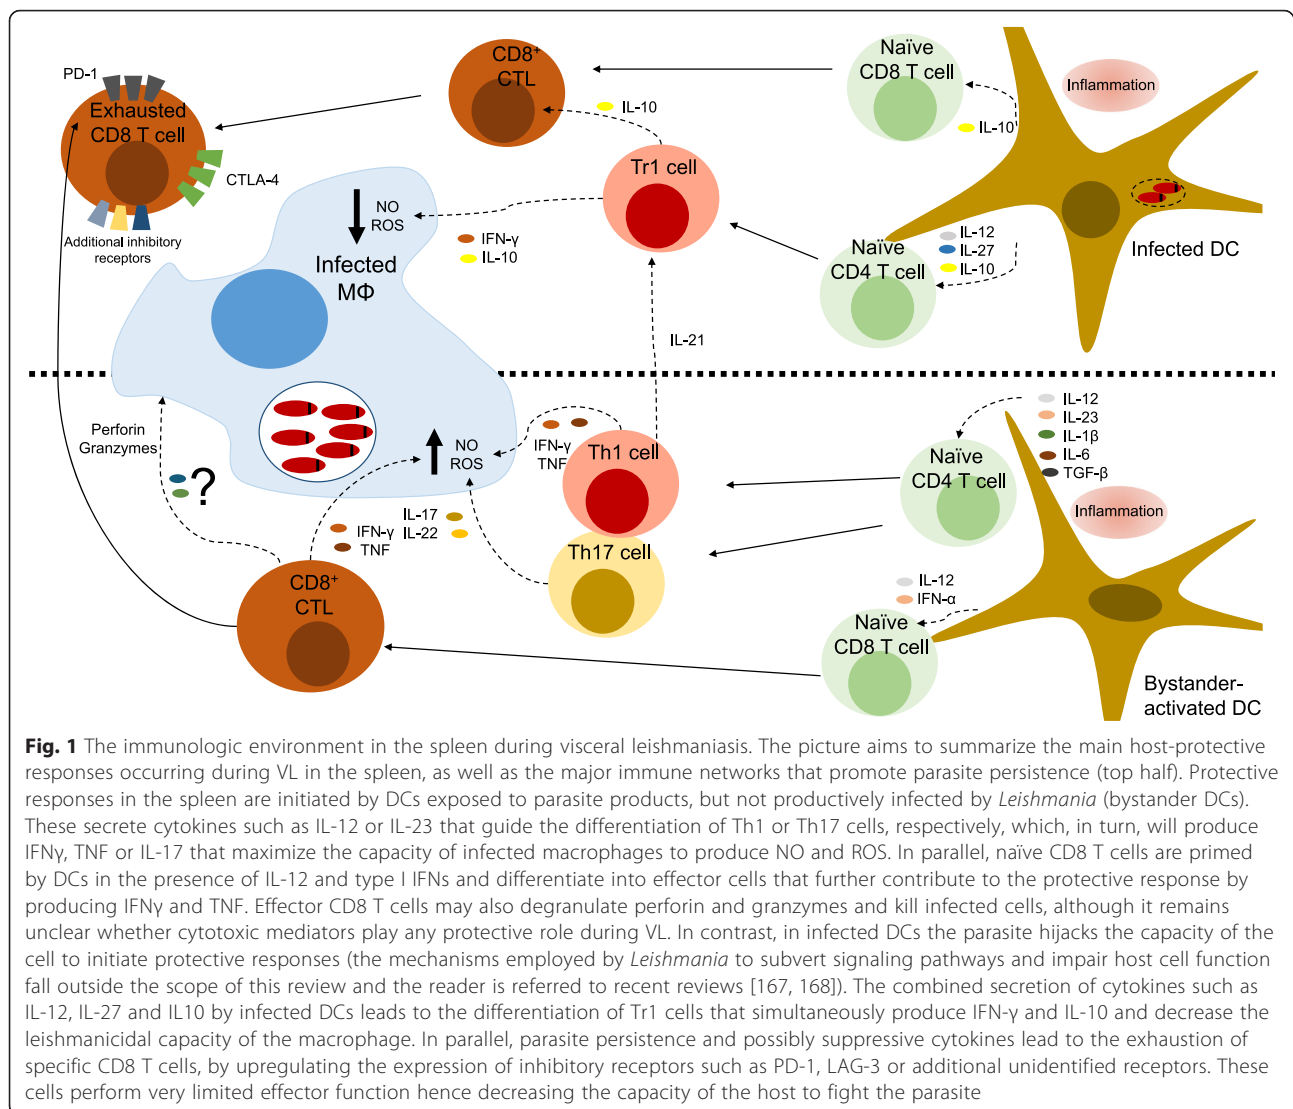 Naïve
CD8 T cell
CD8⁺
CTL
Inflammation
PD-1
Exhausted
CD8 T cell
IL-10
IL-10
Tr1 cell
CTLA-4
NO
ROS
Additional inhibitory
receptors
IFN-γ
IL-10
Infected
MΦ
Naïve
CD4 T cell
IL-12
IL-27
IL-10
Infected DC
IL-21
IL-12
IL-23
IL-1β
IL-6
TGF-β
Perforin
Granzymes
NO
ROS
IFN-γ
TNF
Th1 cell
Naïve
CD4 T cell
?
Inflammation
IFN-γ
TNF
IL-17
IL-22
Th17 cell
CD8⁺
CTL
IL-12
IFN-α
Naïve
CD8 T cell
Bystander-
activated DC
Fig. 1 The immunologic environment in the spleen during visceral leishmaniasis. The picture aims to summarize the main host-protective
responses occurring during VL in the spleen, as well as the major immune networks that promote parasite persistence (top half). Protective
responses in the spleen are initiated by DCs exposed to parasite products, but not productively infected by Leishmania (bystander DCs).
These secrete cytokines such as IL-12 or IL-23 that guide the differentiation of Th1 or Th17 cells, respectively, which, in turn, will produce
IFNγ, TNF or IL-17 that maximize the capacity of infected macrophages to produce NO and ROS. In parallel, naïve CD8 T cells are primed
by DCs in the presence of IL-12 and type I IFNs and differentiate into effector cells that further contribute to the protective response by
producing IFNγ and TNF. Effector CD8 T cells may also degranulate perforin and granzymes and kill infected cells, although it remains
unclear whether cytotoxic mediators play any protective role during VL. In contrast, in infected DCs the parasite hijacks the capacity of the
cell to initiate protective responses (the mechanisms employed by Leishmania to subvert signaling pathways and impair host cell function
fall outside the scope of this review and the reader is referred to recent reviews [167, 168]). The combined secretion of cytokines such as
IL-12, IL-27 and IL10 by infected DCs leads to the differentiation of Tr1 cells that simultaneously produce IFN-γ and IL-10 and decrease the
leishmanicidal capacity of the macrophage. In parallel, parasite persistence and possibly suppressive cytokines lead to the exhaustion of
specific CD8 T cells, by upregulating the expression of inhibitory receptors such as PD-1, LAG-3 or additional unidentified receptors. These
cells perform very limited effector function hence decreasing the capacity of the host to fight the parasite